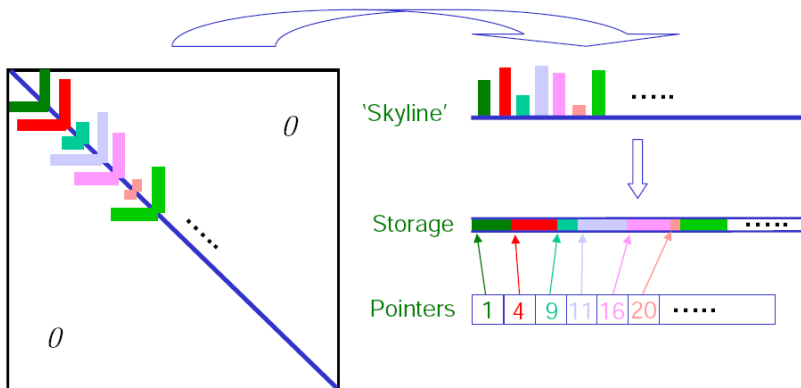 0
0
‘Skyline’
.....
Storage
.....
Pointers 1 4 9 11 16 20 .....
.....